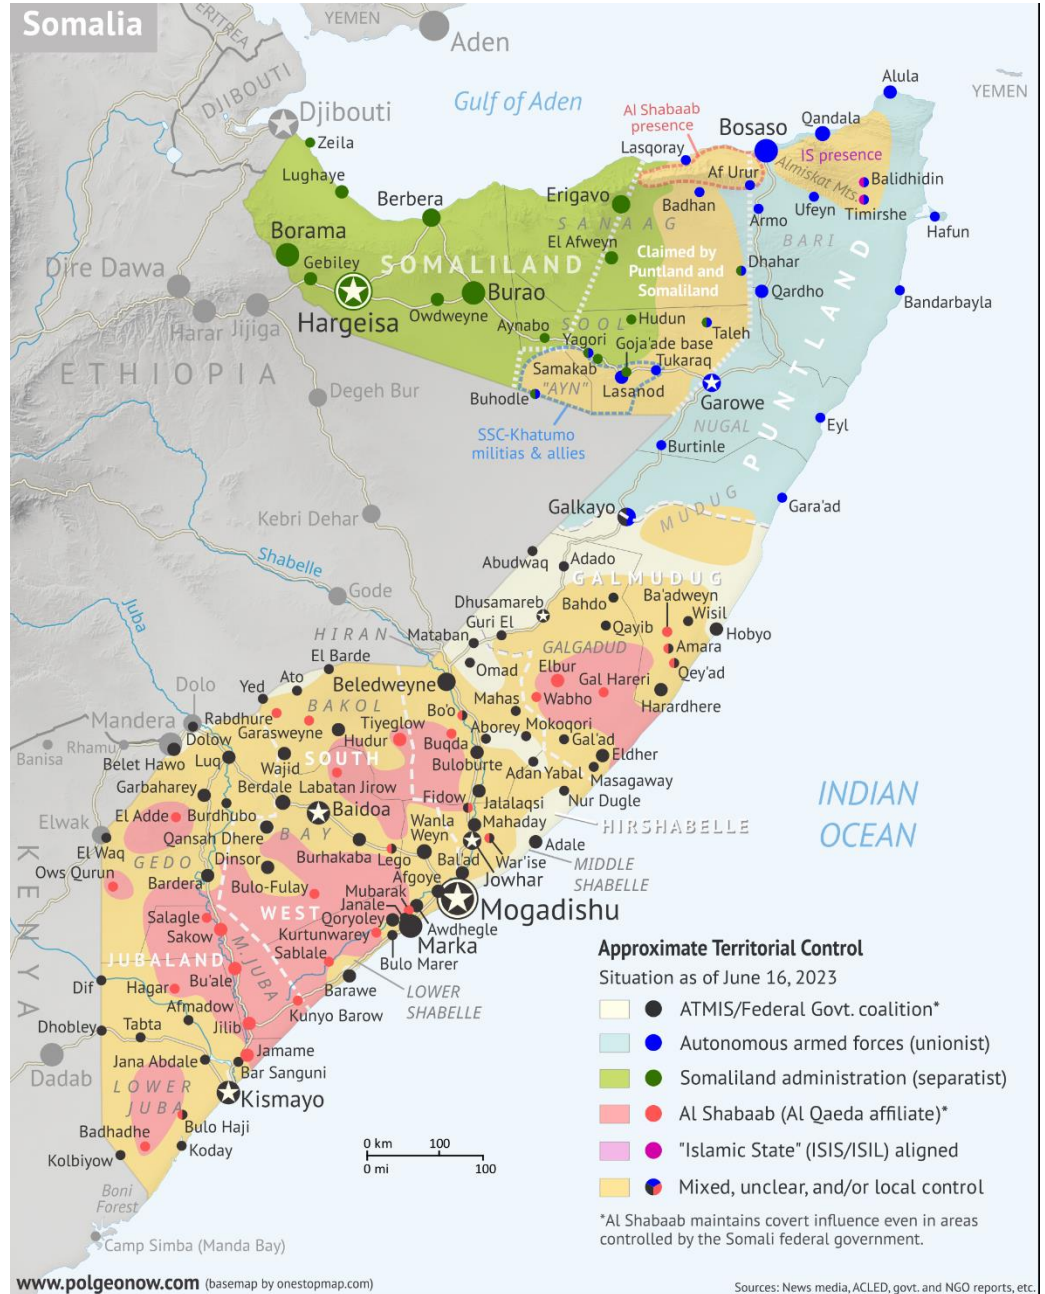 Somalia
ERITREA
YEMEN
Aden
DJIBOUTI
Djibouti
Gulf of Aden
YEMEN
Alula
Al Shabaab
presence
Bosaso
Qandala
IS presence
Lasqoray
Af Urur
Almiskat Mts.
Balidhidin
Timirshe
Zeila
Lughaye
Berbera
Erigavo
Badhan
Armo
Ufeyn
Hafun
SANAAG
BARI
Borama
Gebiley
El Afweyn
Claimed by
Puntland and
Somaliland
Dhahar
SOMALILAND
Dire Dawa
Harar
Jijiga
Hargeisa
Owdweyne
Burao
Qardho
Bandarbayla
PUNTLAND
Aynabo
SOOL
Hudun
Yagori
Goja'ade base
Taleh
Tukaraq
ETHIOPIA
Degeh Bur
Samakab
"AYN"
Lasanod
Buhodle
Garowe
NUGAL
SSC-Khatumo
militias & allies
Burtinle
Eyl
Galkayo
MUDUG
Gara'ad
Kebri Dehar
Shabelle
Abudwaq
Adado
GALMUDUG
Gode
Juba
Dhusamareb
Bahdo
Ba'adweyn
Wisil
Guri El
Qayib
Hobyo
HIRAN
Mataban
GALGADUD
Amara
El Barde
Omad
Elbur
Gal Hareri
Qey'ad
Dolo
Yed
Ato
Beledweyne
Mahas
Wabho
Harardhere
Mandera
Rabdhure
BAKOL
Bo'o
Garasweyne
Tiyeglow
Aborey
Mokoqori
Rhamu
Dolow
Hudur
Buqda
Gal'ad
Banisa
Belet Hawo
Luq
Wajid
SOUTH
Buloburte
Eldher
Adan Yabal
Masagaway
Garbaharey
Berdale
Labatan Jirow
Fidow
Jalalaqsi
Nur Dugle
El Adde
Burdhubo
Baidoa
Wanla
Weyn
Mahaday
HIRSHABELLE
Elwak
Qansah Dhere
BAY
El Waq
GEDO
Dinsor
Burhakaba
Lego
War'ise
Adale
Bal'ad
Ows Qurun
Bardera
Bulo-Fulay
Afgoye
Jowhar
MIDDLE
SHABELLE
Mubarak
Janale
Mogadishu
Salagle
WEST
Qoryoley
Awdhegle
Sakow
Kurtunwarey
Marka
KENYA
JUBALAND
M. JUBA
Sablale
Bulo Marer
Dif
Hagar
Bu'ale
Barawe
LOWER
SHABELLE
Afmadow
Kunyo Barow
Dhobley
Tabta
Jilib
Jana Abdale
Jamame
Dadab
Bar Sanguni
LOWER
JUBA
Kismayo
Bulo Haji
Badhadhe
Koday
Kolbiyow
Boni
Forest
Camp Simba (Manda Bay)
INDIAN
OCEAN
0 km 100
0 mi 100
Approximate Territorial Control
Situation as of June 16, 2023
ATMIS/Federal Govt. coalition*
Autonomous armed forces (unionist)
Somaliland administration (separatist)
Al Shabaab (Al Qaeda affiliate)*
"Islamic State" (ISIS/ISIL) aligned
Mixed, unclear, and/or local control
*Al Shabaab maintains covert influence even in areas
controlled by the Somali federal government.
www.polgeonow.com (basemap by onestopmap.com)
Sources: News media, ACLED, govt. and NGO reports, etc.